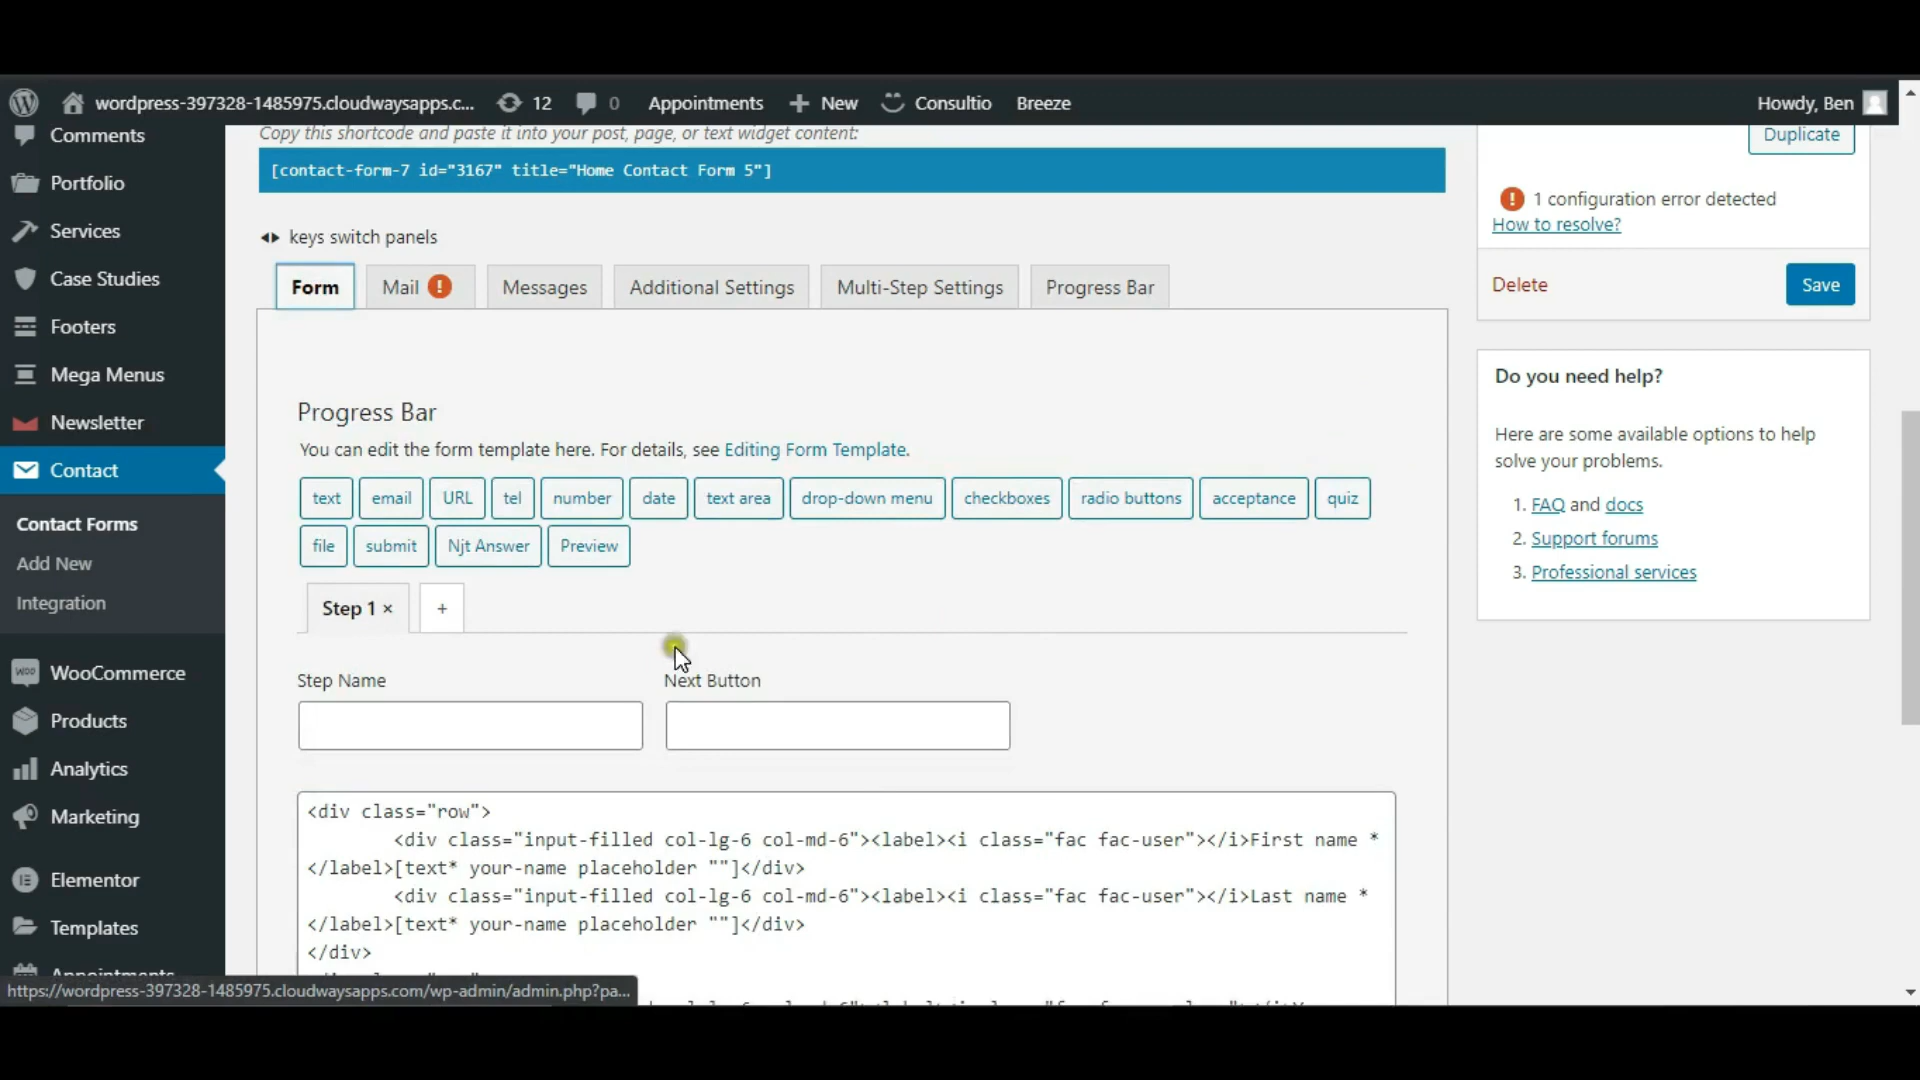 wordpress-397328-1485975.cloudwaysapps.c... 12 0 Appointments New Consultio Breeze Howdy, Ben
Comments
Portfolio
Services
Case Studies
Footers
Mega Menus
Newsletter
Contact
Contact Forms
Add New
Integration
WooCommerce
Products
Analytics
Marketing
Elementor
Templates
Appointments
Copy this shortcode and paste it into your post, page, or text widget content:
[contact-form-7 id="3167" title="Home Contact Form 5"]
keys switch panels
Form Mail ! Messages Additional Settings Multi-Step Settings Progress Bar
Progress Bar
You can edit the form template here. For details, see Editing Form Template.
text email URL tel number date text area drop-down menu checkboxes radio buttons acceptance quiz
file submit Njt Answer Preview
Step 1 × +
Step Name Next Button
<div class="row">
<div class="input-filled col-lg-6 col-md-6"><label><i class="fac fac-user"></i>First name *
</label>[text* your-name placeholder ""]</div>
<div class="input-filled col-lg-6 col-md-6"><label><i class="fac fac-user"></i>Last name *
</label>[text* your-name placeholder ""]</div>
</div>
Duplicate
! 1 configuration error detected
How to resolve?
Delete Save
Do you need help?
Here are some available options to help
solve your problems.
1. FAQ and docs
2. Support forums
3. Professional services
https://wordpress-397328-1485975.cloudwaysapps.com/wp-admin/admin.php?pa...